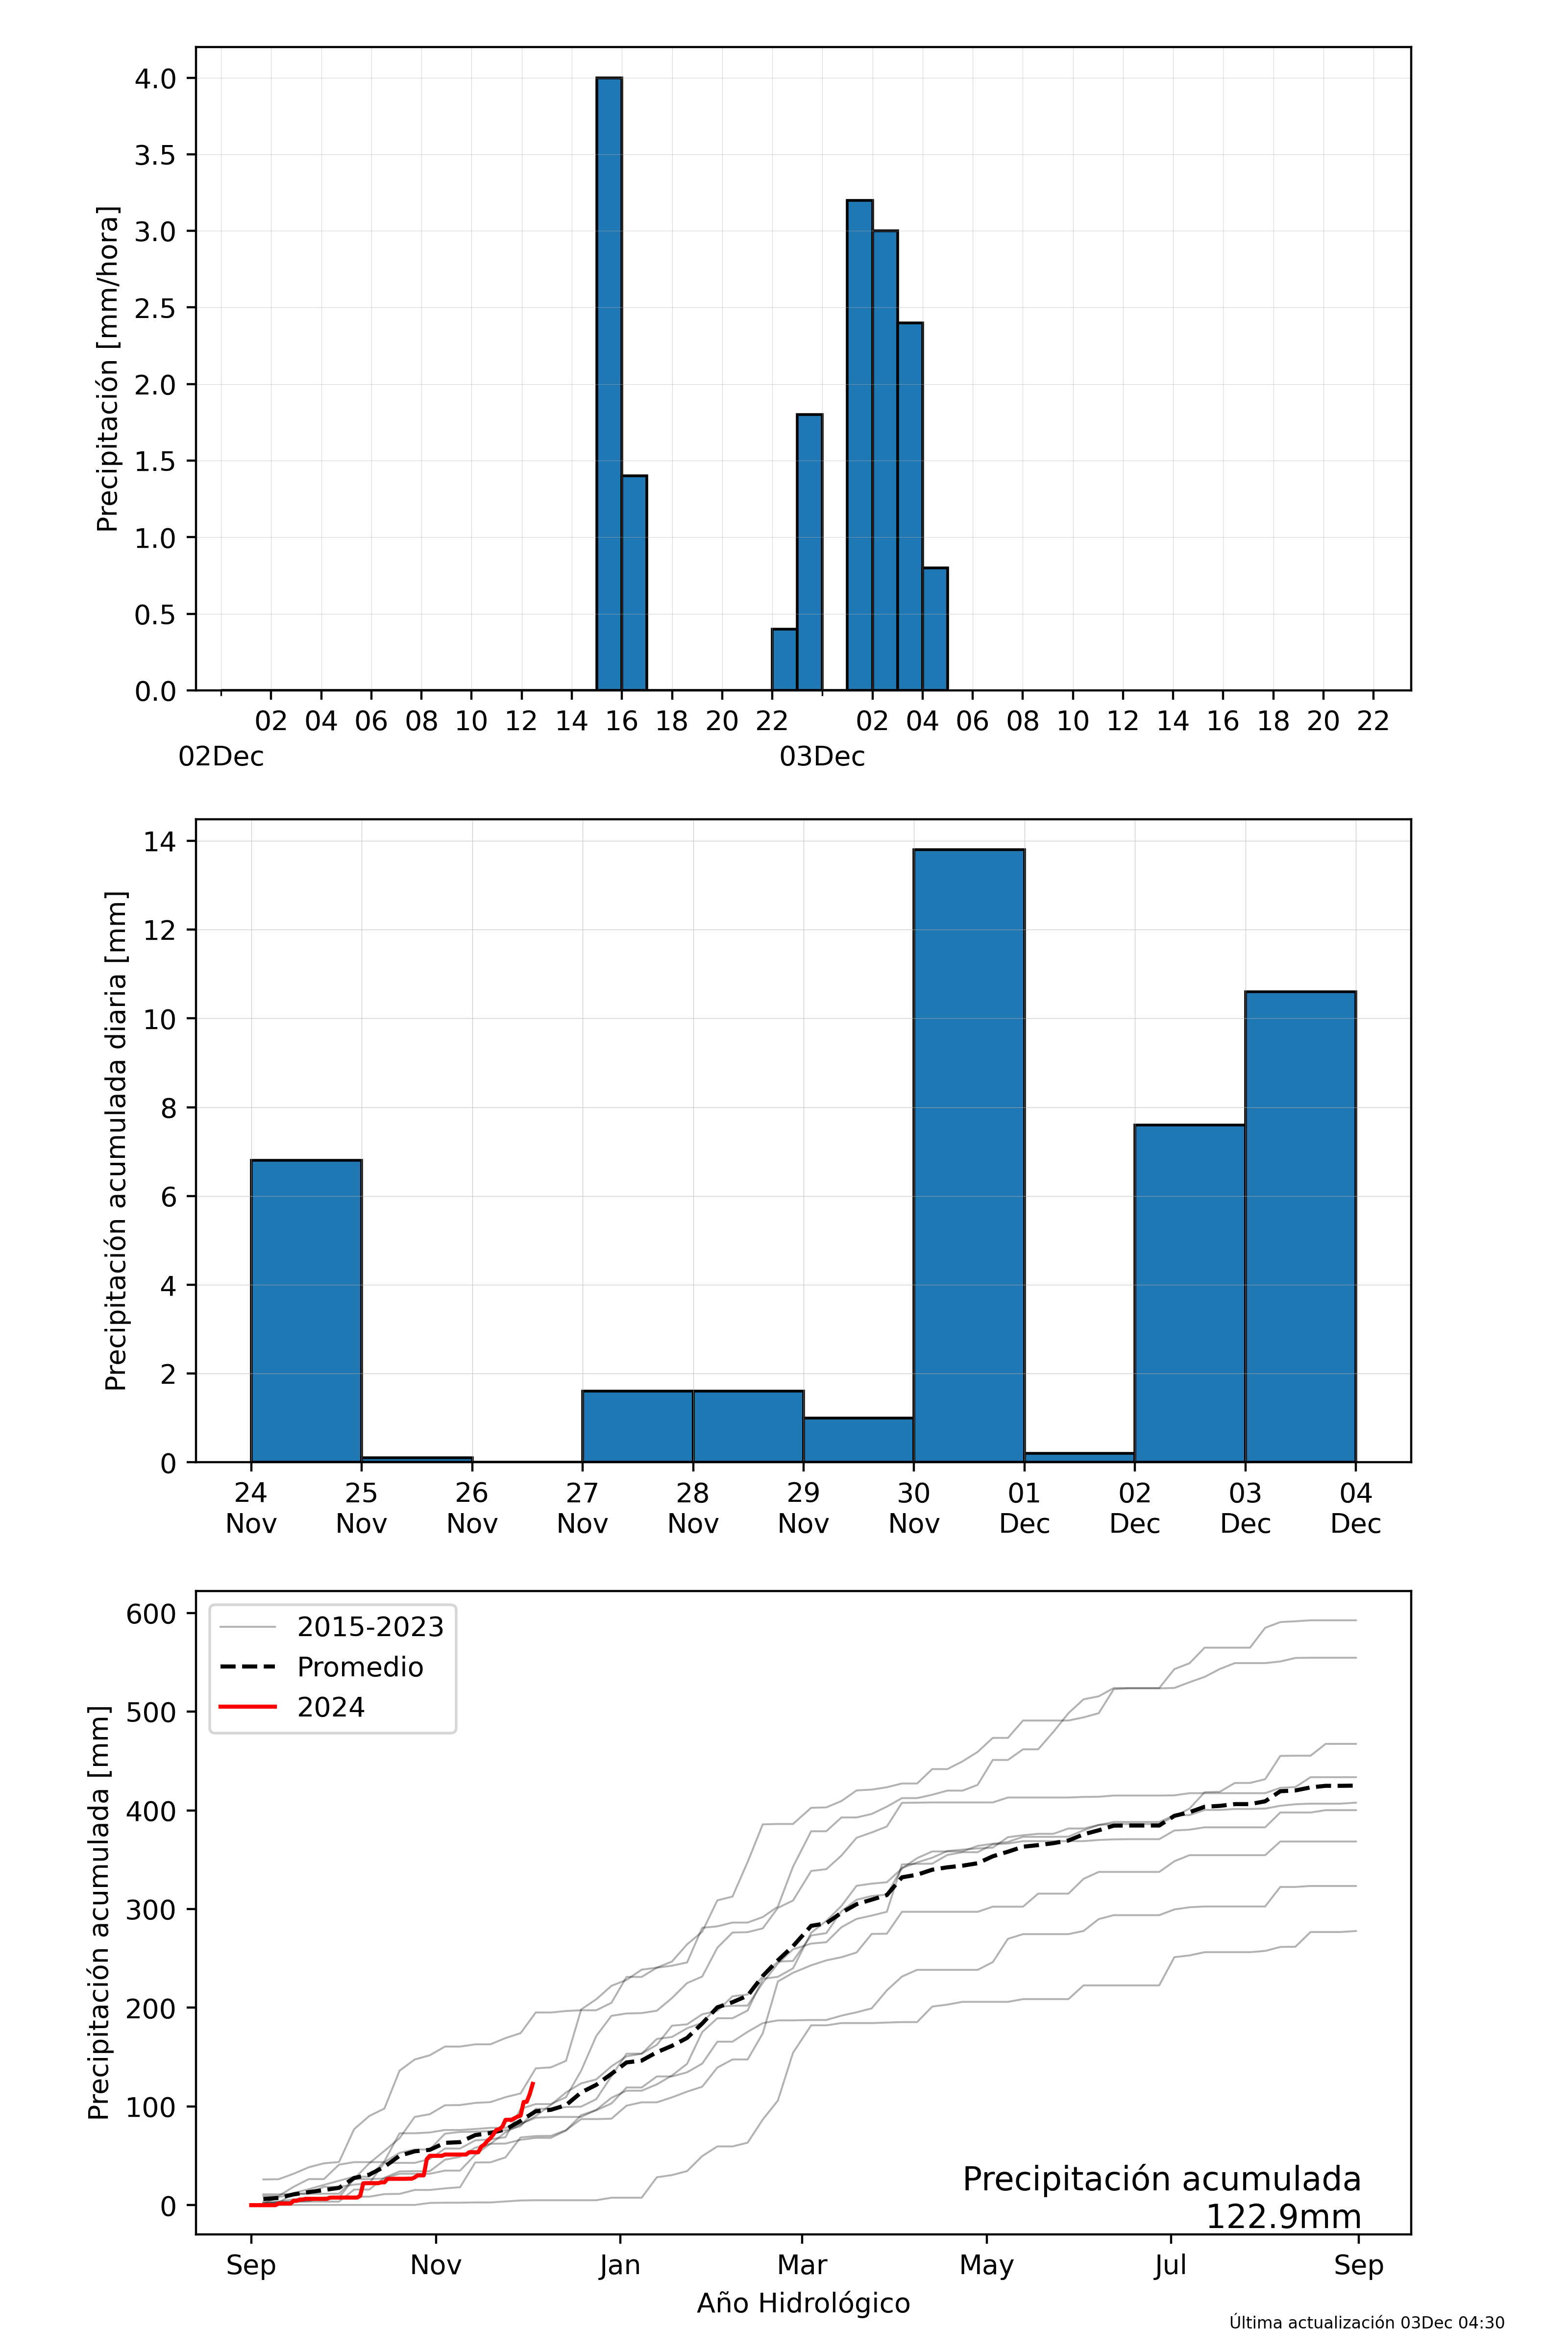 Precipitación [mm/hora]
4.0
3.5
3.0
2.5
2.0
1.5
1.0
0.5
0.0
02 04 06 08 10 12 14 16 18 20 22 02 04 06 08 10 12 14 16 18 20 22
02Dec 03Dec
Precipitación acumulada diaria [mm]
14
12
10
8
6
4
2
0
24 25 26 27 28 29 30 01 02 03 04
Nov Nov Nov Nov Nov Nov Nov Dec Dec Dec Dec
Precipitación acumulada [mm]
600
500
400
300
200
100
0
2015-2023
Promedio
2024
Precipitación acumulada
122.9mm
Sep Nov Jan Mar May Jul Sep
Año Hidrológico
Última actualización 03Dec 04:30